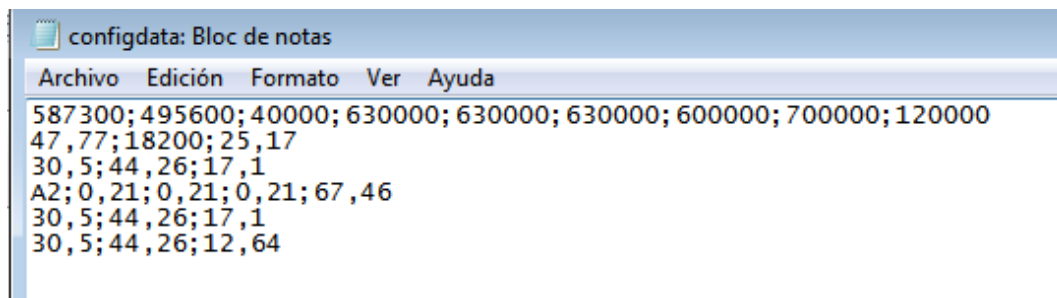 configdata: Bloc de notas
Archivo Edición Formato Ver Ayuda
587300;495600;40000;630000;630000;630000;600000;700000;120000
47,77;18200;25,17
30,5;44,26;17,1
A2;0,21;0,21;0,21;67,46
30,5;44,26;17,1
30,5;44,26;12,64